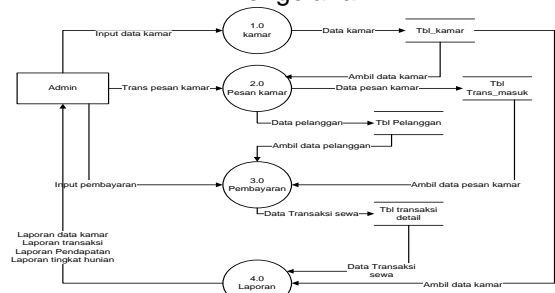 1.0
kamar
Input data kamar
Data kamar
Tbl_kamar
Ambil data kamar
Admin
Trans pesan kamar
2.0
Pesan kamar
Data pesan kamar
Tbl
Trans_masuk
Data pelanggan
Tbl Pelanggan
Ambil data pelanggan
Input pembayaran
3.0
Pembayaran
Ambil data pesan kamar
Data Transaksi sewa
Tbl transaksi
detail
Laporan data kamar
Laporan transaksi
Laporan Pendapatan
Laporan tingkat hunian
Data Transaksi
sewa
4.0
Laporan
Ambil data kamar